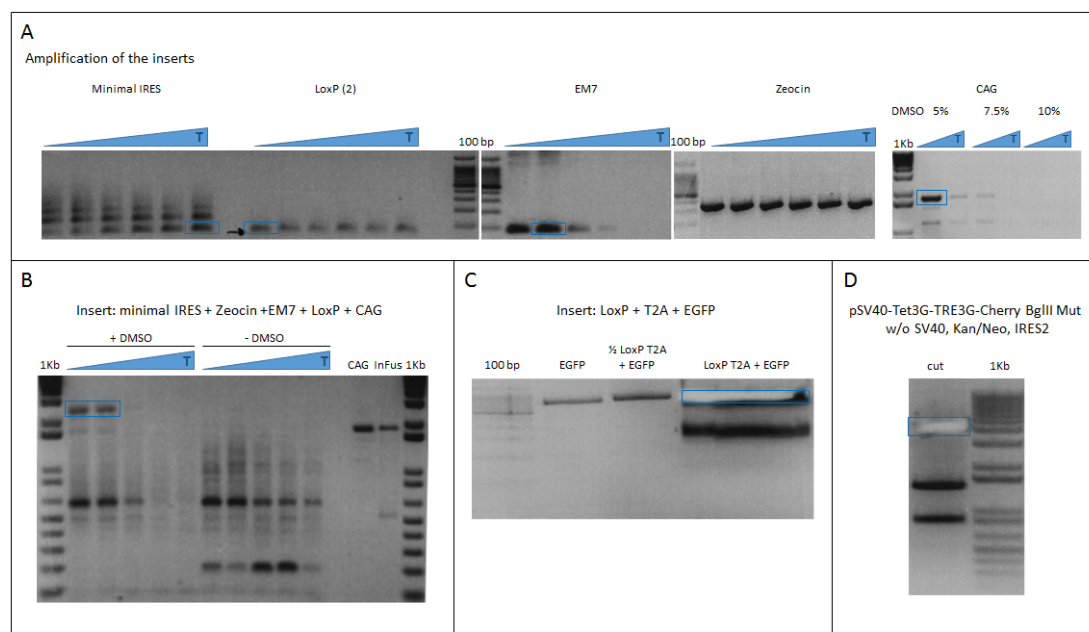 A
Amplification of the inserts
Minimal IRES LoxP (2) EM7 Zeocin CAG
DMSO 5% 7.5% 10%
T T T T T T T
100 bp 100 bp 1Kb
B
Insert: minimal IRES + Zeocin +EM7 + LoxP + CAG
+ DMSO - DMSO
1Kb T T CAG InFus 1Kb
C
Insert: LoxP + T2A + EGFP
100 bp EGFP ½ LoxP T2A
+ EGFP LoxP T2A + EGFP
D
pSV40-Tet3G-TRE3G-Cherry BglII Mut
w/o SV40, Kan/Neo, IRES2
cut 1Kb